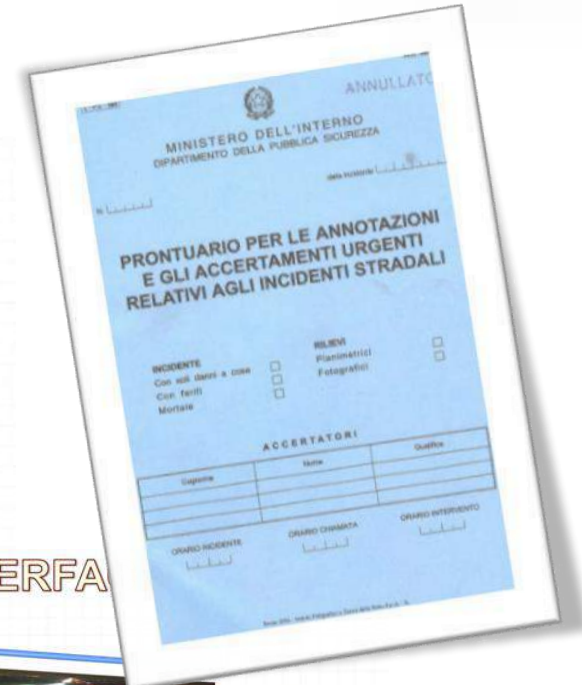 ANNULLATO
MINISTERO DELL'INTERNO
DIPARTIMENTO DELLA PUBBLICA SICUREZZA
N.
data incidente
PRONTUARIO PER LE ANNOTAZIONI
E GLI ACCERTAMENTI URGENTI
RELATIVI AGLI INCIDENTI STRADALI
INCIDENTE
Con soli danni a cose
Con feriti
Mortale
RILIEVI
Planimetrici
Fotografici
ACCERTATORI
Cognome Nome Qualifica
ORARIO INCIDENTE ORARIO CHIAMATA ORARIO INTERVENTO
ERFA